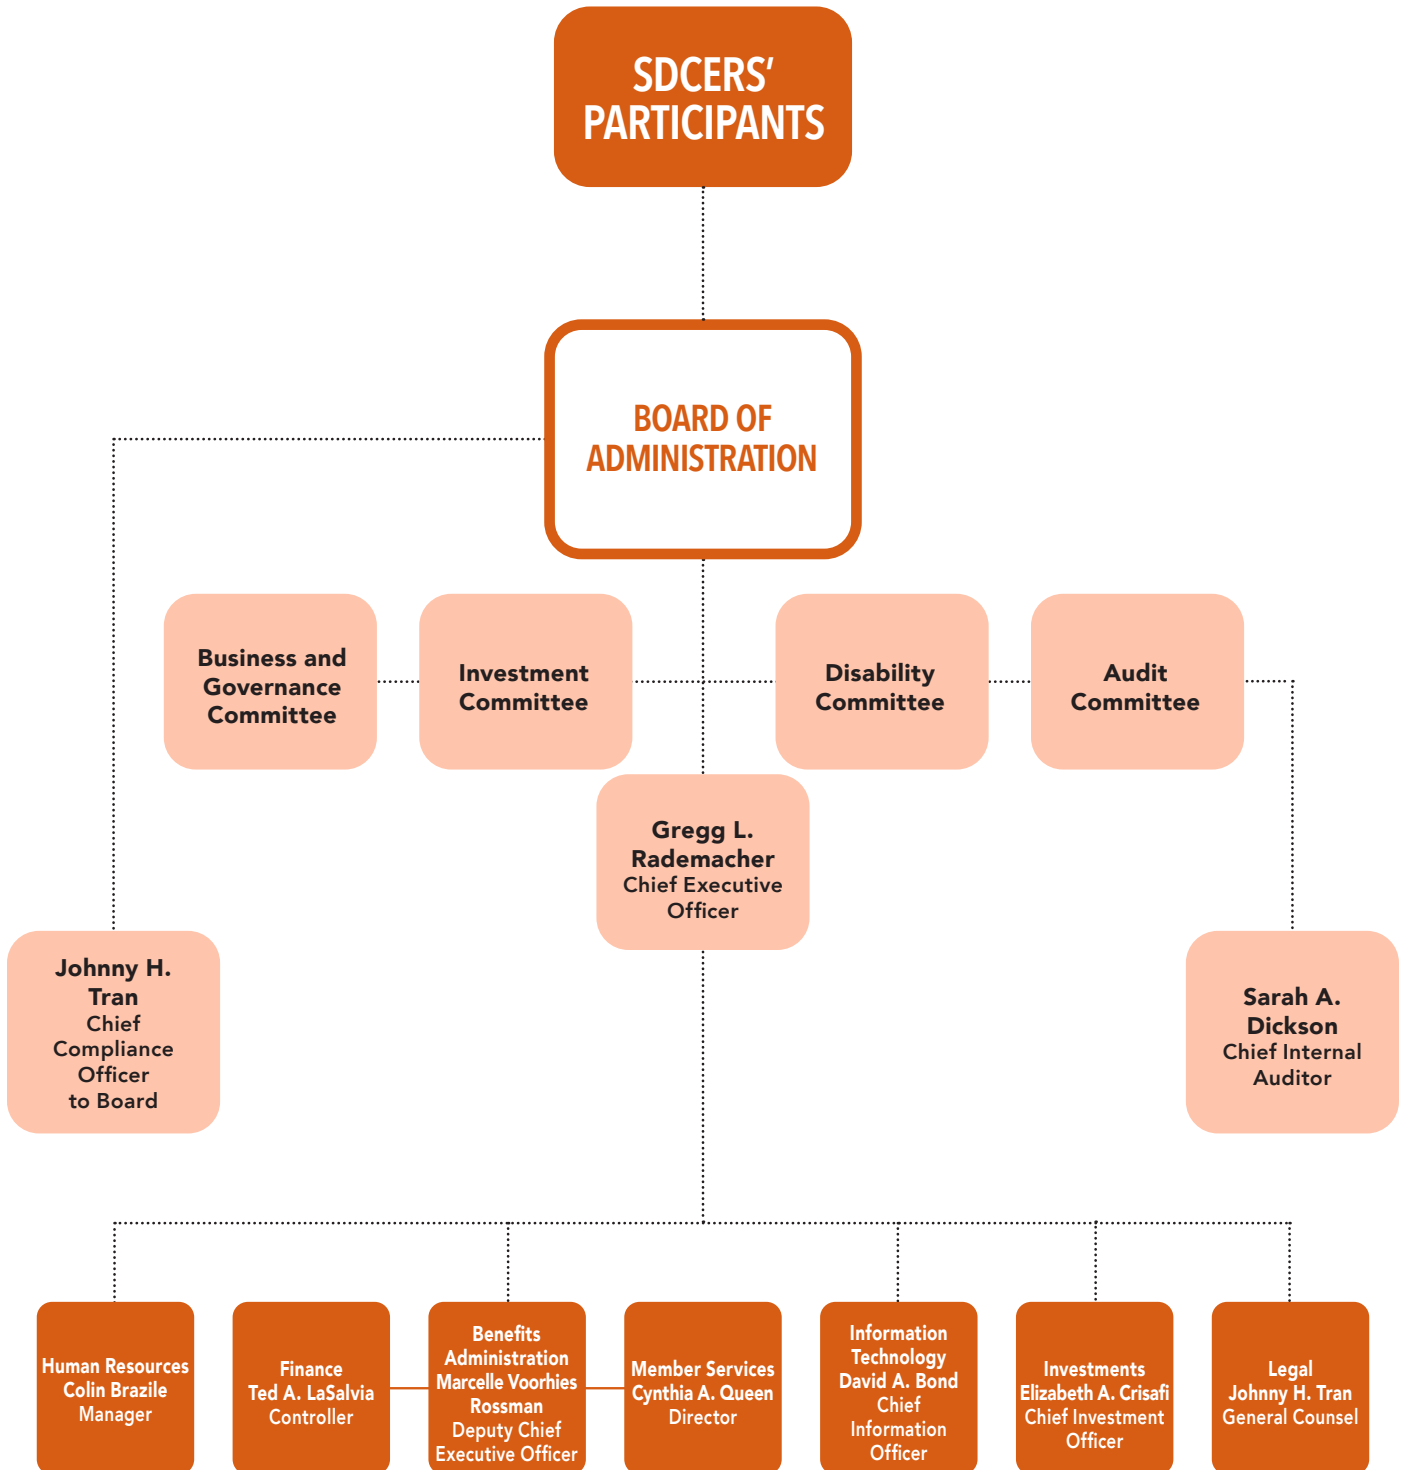 SDCERS’
PARTICIPANTS
BOARD OF
ADMINISTRATION
Business and
Governance
Committee
Investment
Committee
Disability
Committee
Audit
Committee
Gregg L.
Rademacher
Chief Executive
Officer
Johnny H.
Tran
Chief
Compliance
Officer
to Board
Sarah A.
Dickson
Chief Internal
Auditor
Human Resources
Colin Brazile
Manager
Finance
Ted A. LaSalvia
Controller
Benefits
Administration
Marcelle Voorhies
Rossman
Deputy Chief
Executive Officer
Member Services
Cynthia A. Queen
Director
Information
Technology
David A. Bond
Chief
Information
Officer
Investments
Elizabeth A. Crisafi
Chief Investment
Officer
Legal
Johnny H. Tran
General Counsel